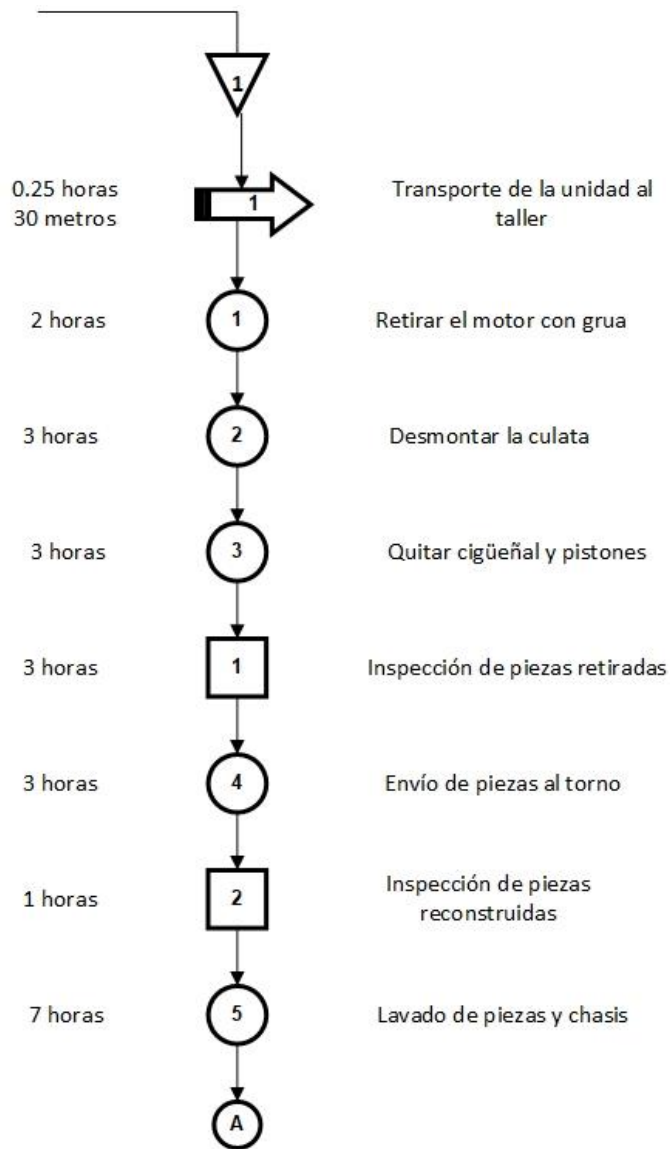 1
0.25 horas
30 metros
1
Transporte de la unidad al
taller
2 horas
1
Retirar el motor con grua
3 horas
2
Desmontar la culata
3 horas
3
Quitar cigüeñal y pistones
3 horas
1
Inspección de piezas retiradas
3 horas
4
Envío de piezas al torno
1 horas
2
Inspección de piezas
reconstruidas
7 horas
5
Lavado de piezas y chasis
A